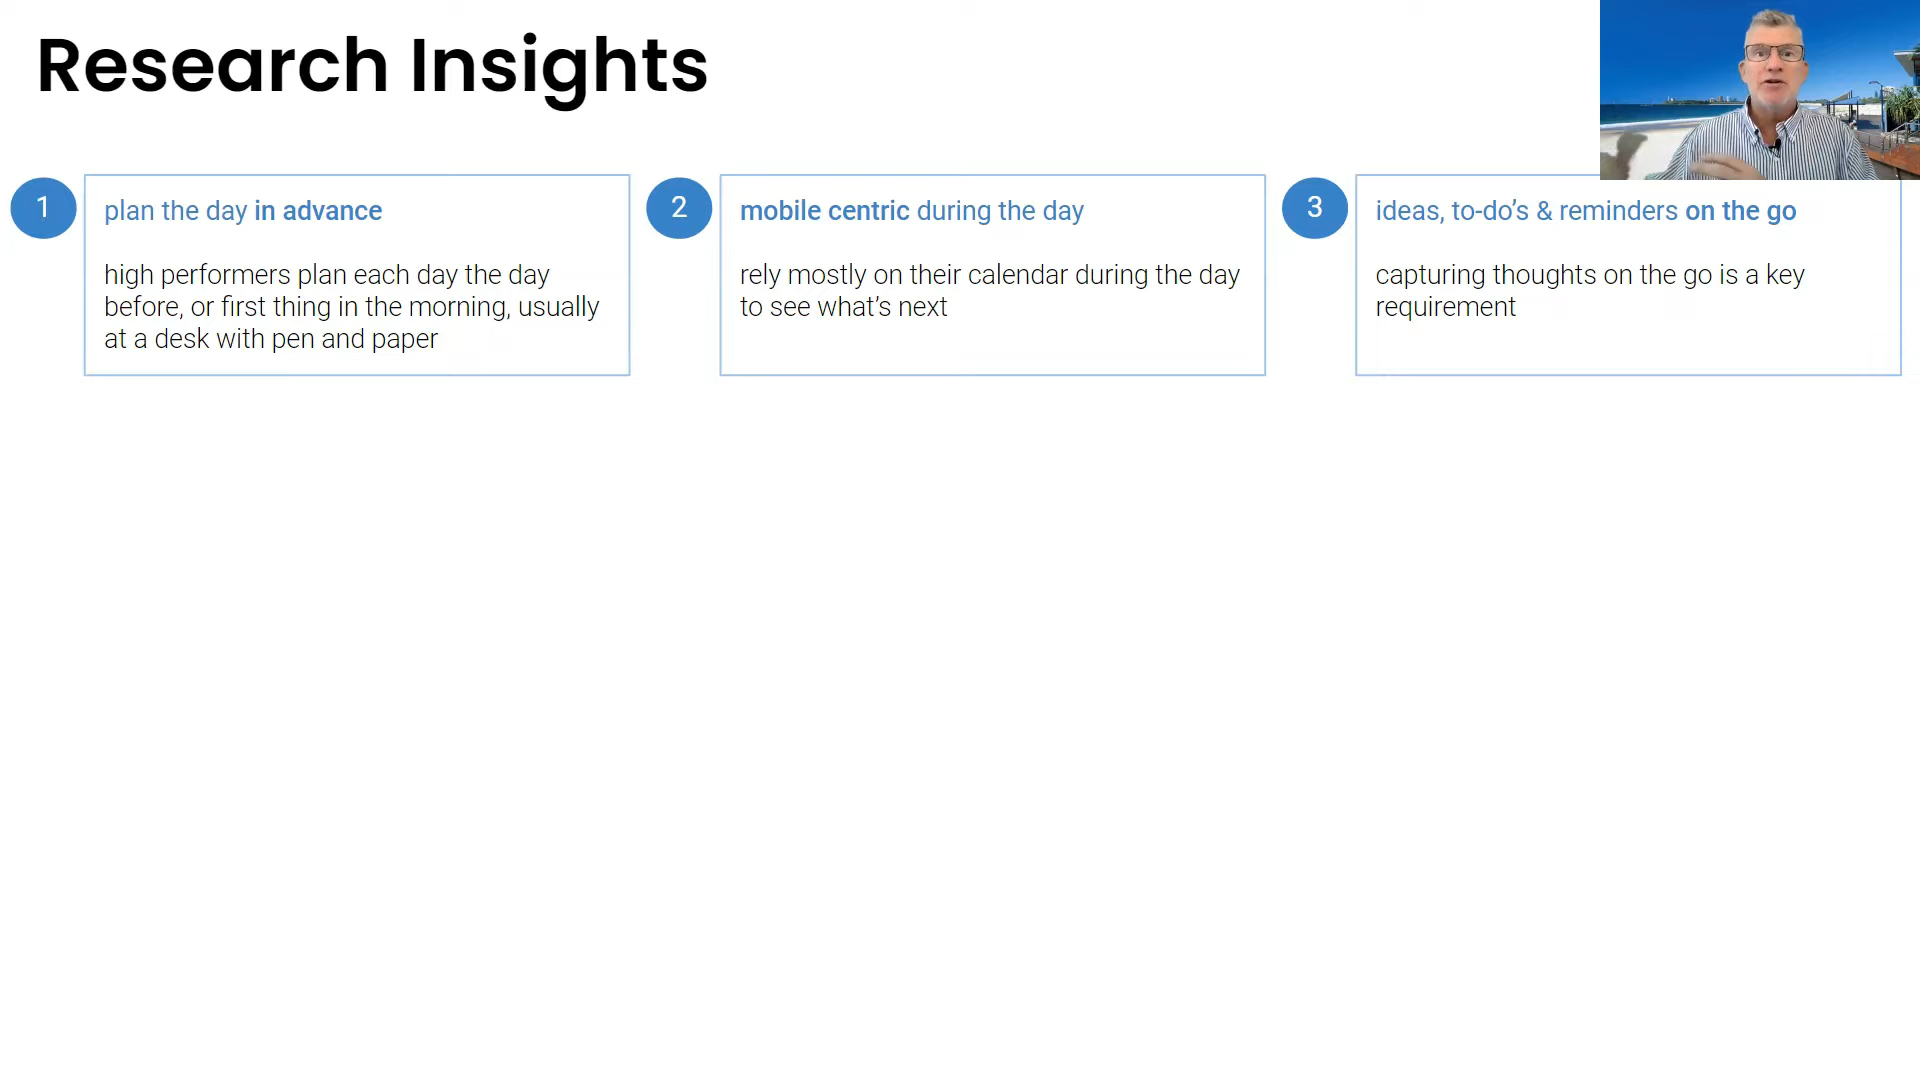 Research Insights
1
plan the day in advance
high performers plan each day the day
before, or first thing in the morning, usually
at a desk with pen and paper
2
mobile centric during the day
rely mostly on their calendar during the day
to see what’s next
3
ideas, to-do’s & reminders on the go
capturing thoughts on the go is a key
requirement